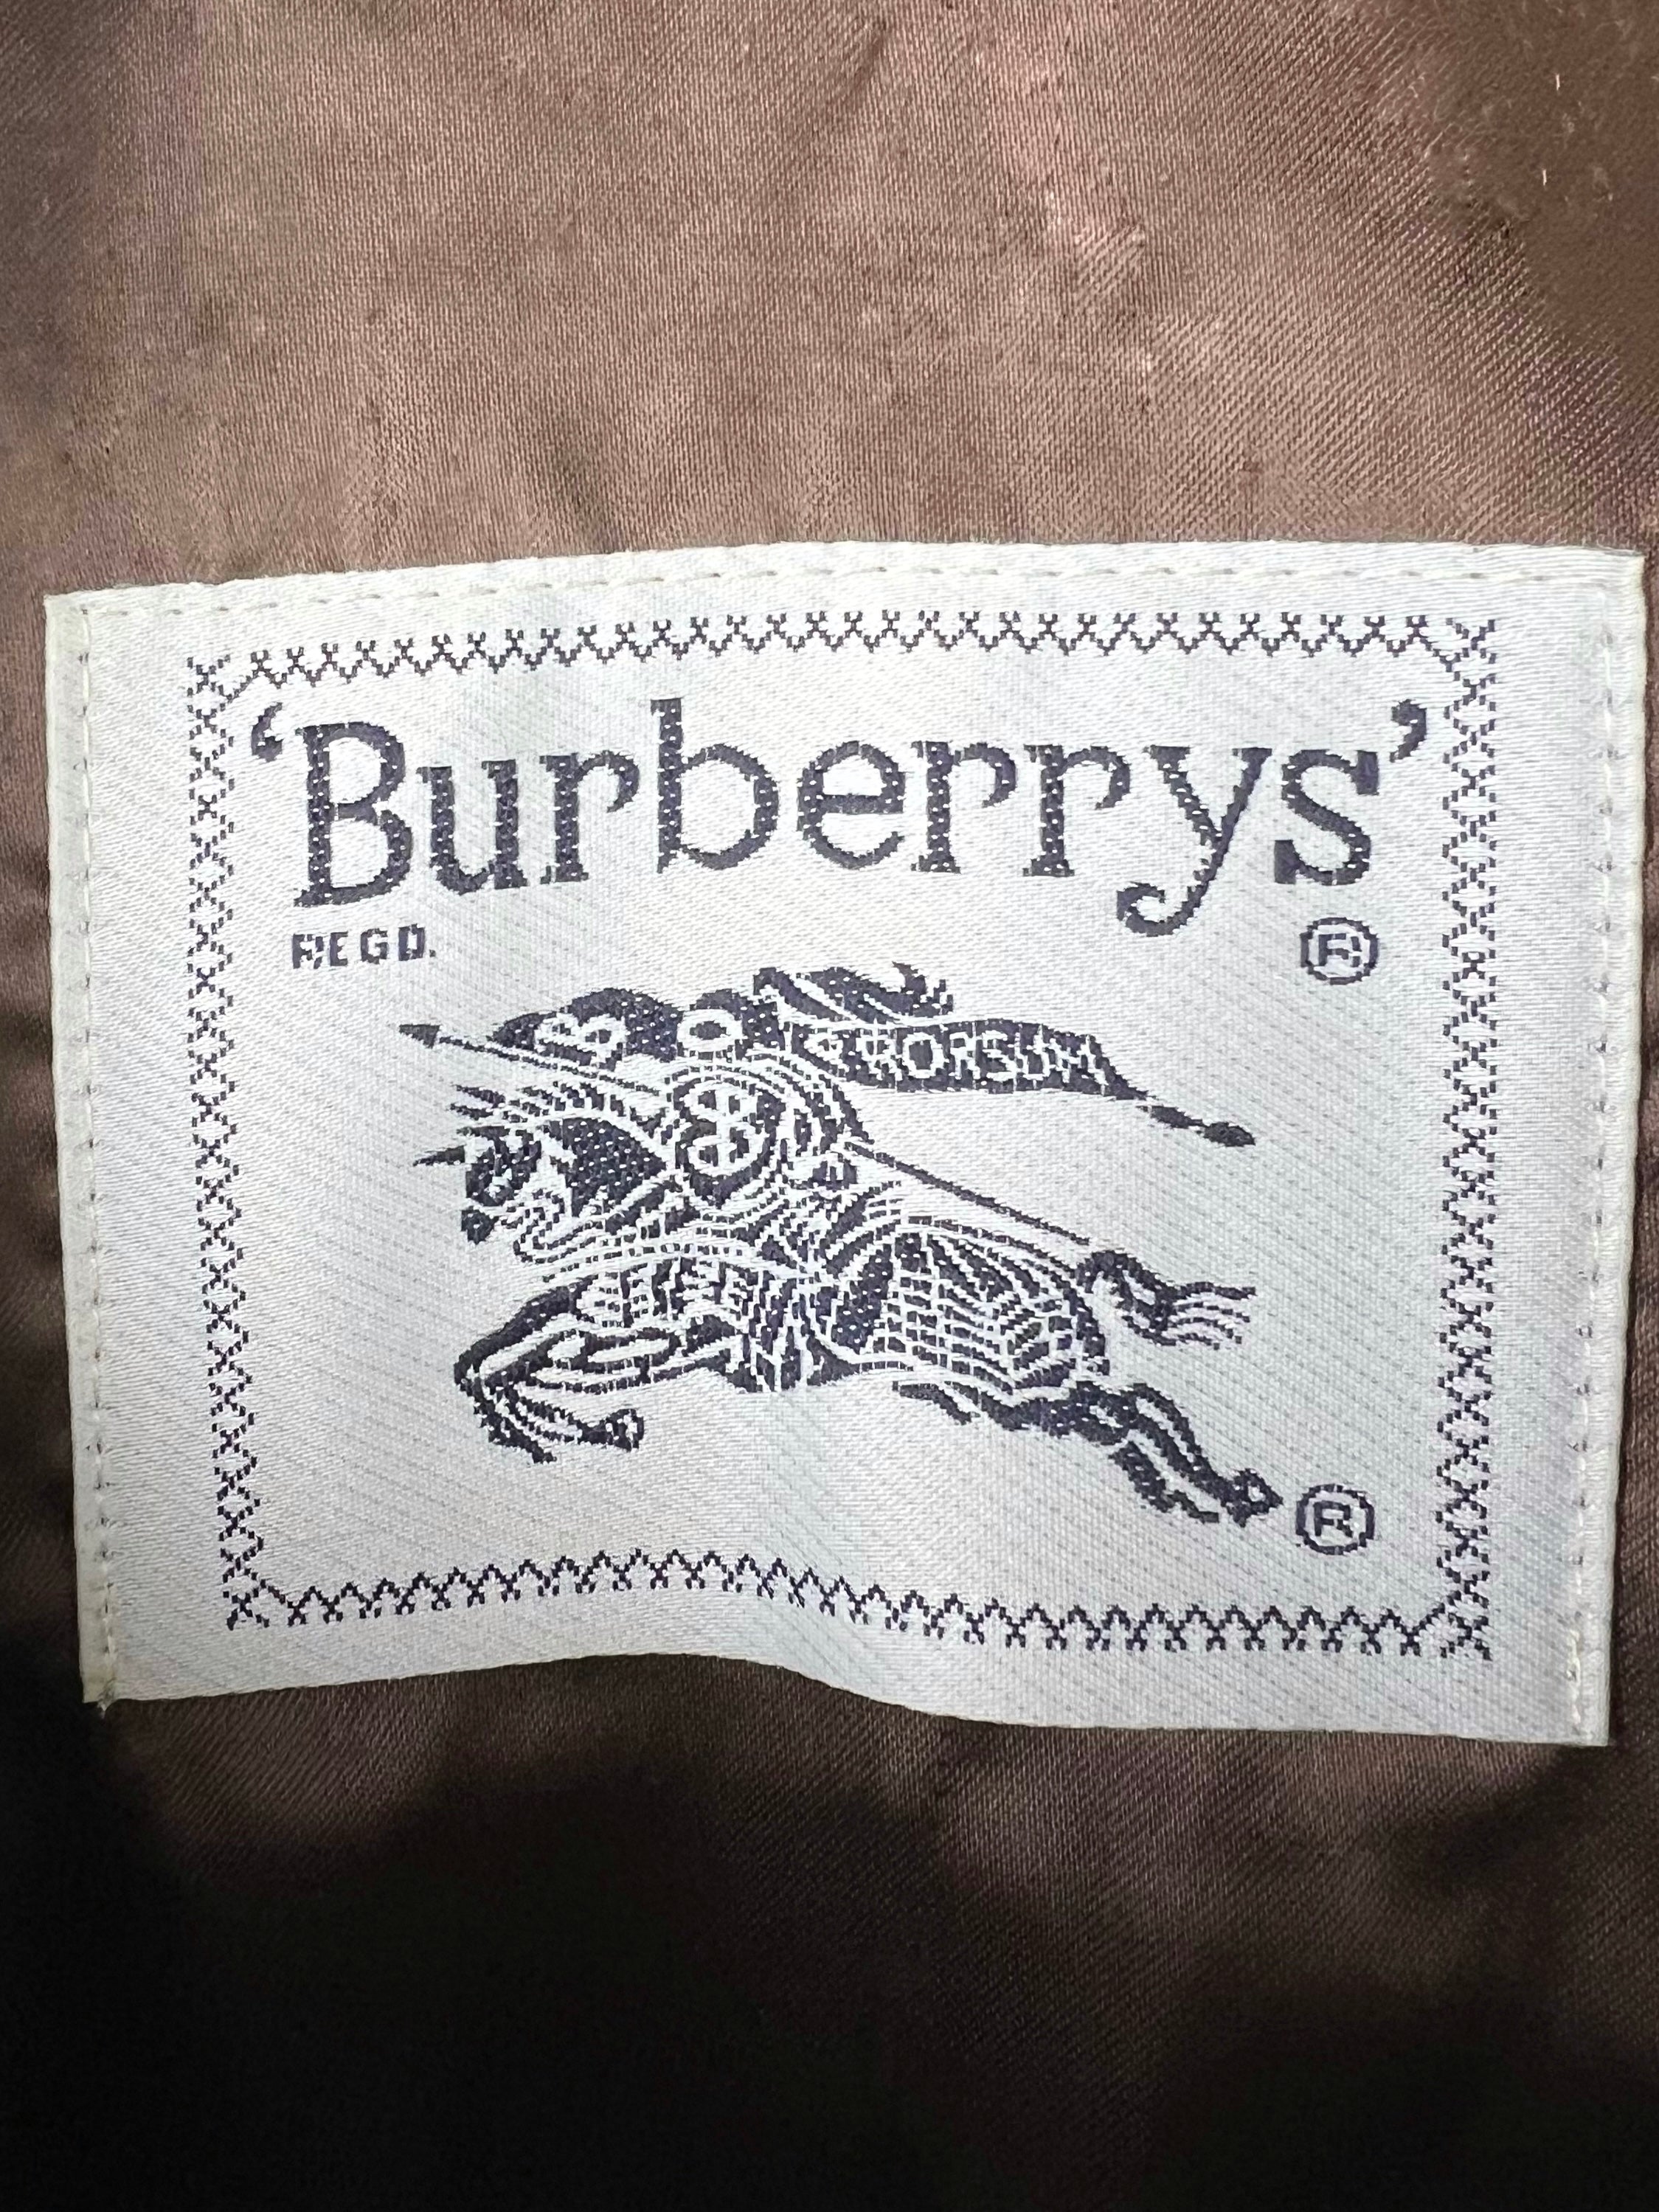 ‘Burberrys’
REGD. ®
PRORSUM
®